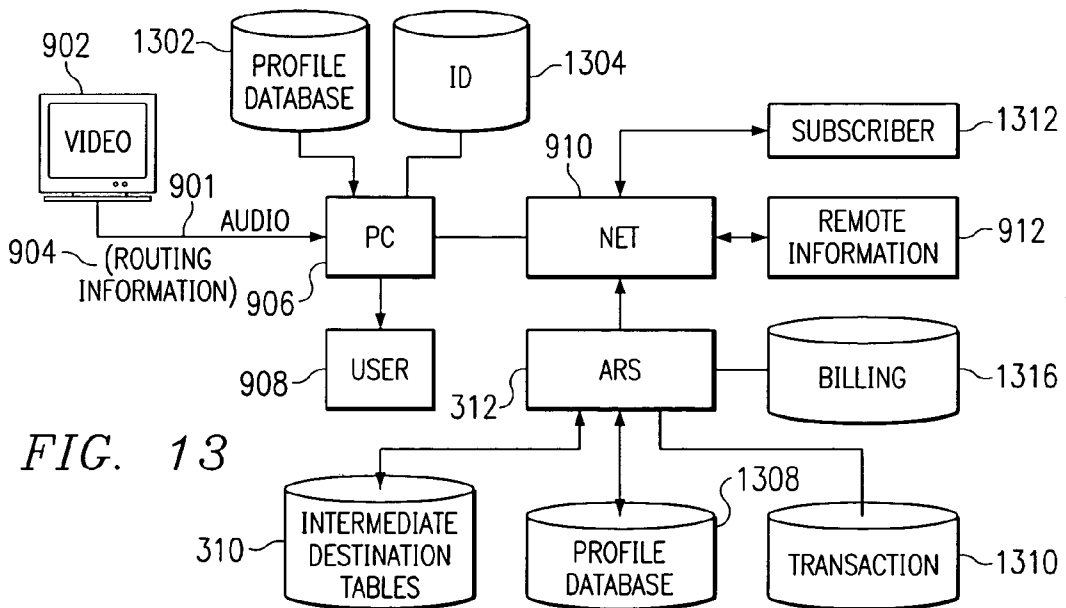 902
1302
PROFILE
DATABASE
ID
1304
VIDEO
901
AUDIO
904
(ROUTING
INFORMATION)
PC
906
910
NET
SUBSCRIBER
1312
REMOTE
INFORMATION
912
USER
908
ARS
312
BILLING
1316
FIG. 13
INTERMEDIATE
DESTINATION
TABLES
310
PROFILE
DATABASE
1308
TRANSACTION
1310